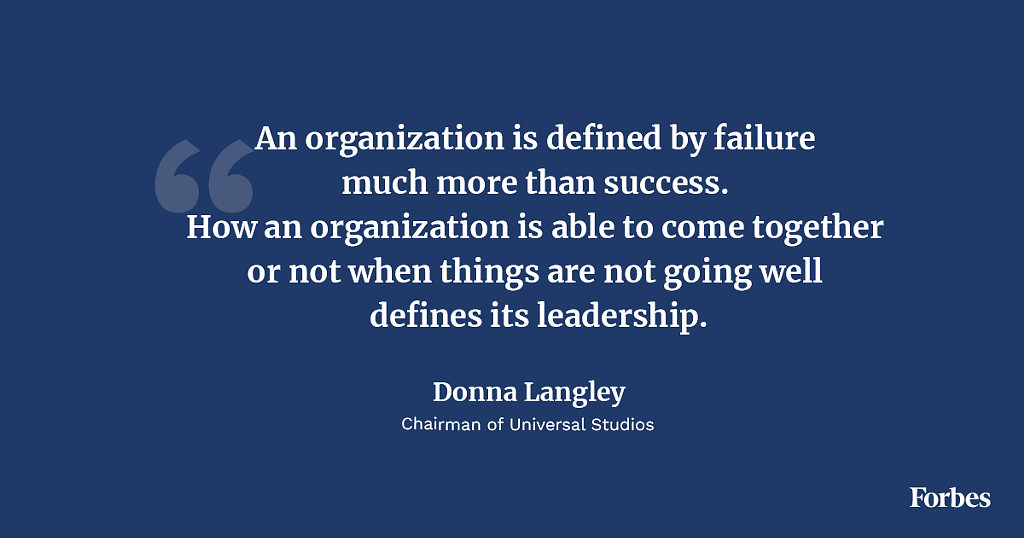 An organization is defined by failure
much more than success.
How an organization is able to come together
or not when things are not going well
defines its leadership.
Donna Langley
Chairman of Universal Studios
Forbes